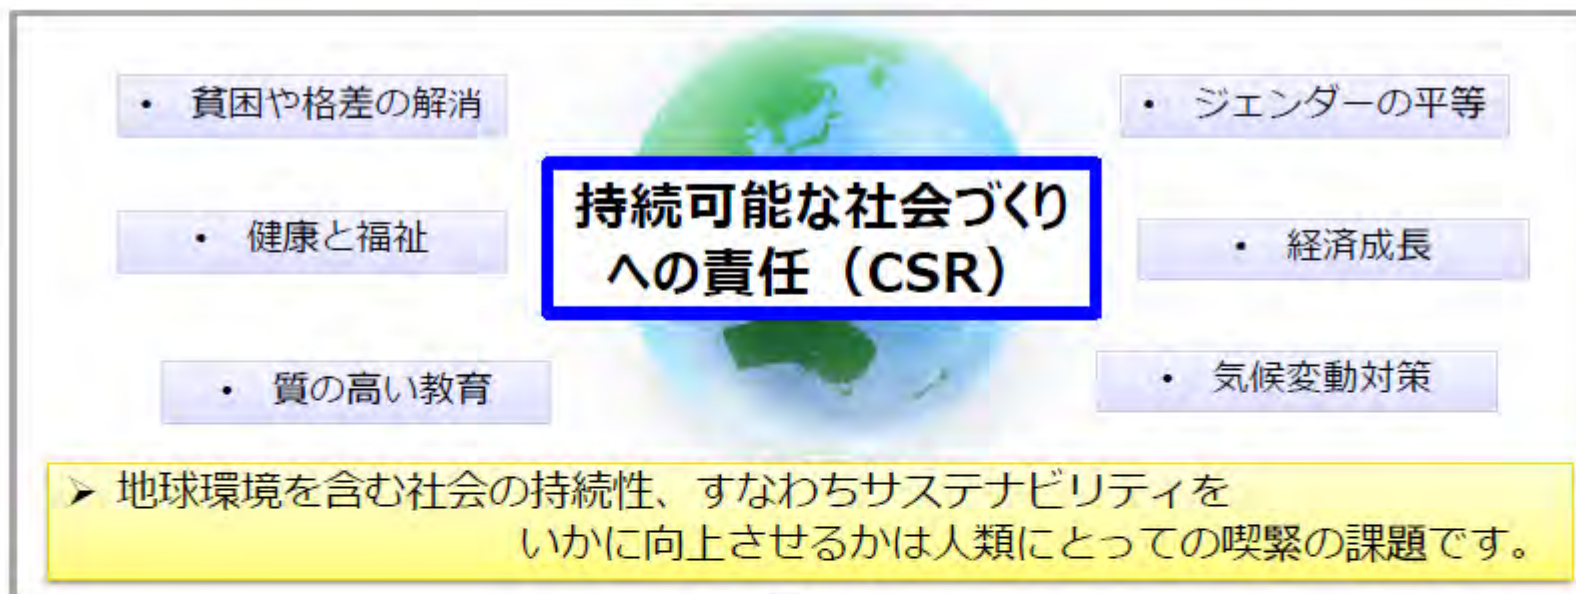 • 貧困や格差の解消
• ジェンダーの平等
持続可能な社会づくり
への責任（CSR）
• 健康と福祉
• 経済成長
• 質の高い教育
• 気候変動対策
➢ 地球環境を含む社会の持続性、すなわちサステナビリティを
いかに向上させるかは人類にとっての喫緊の課題です。